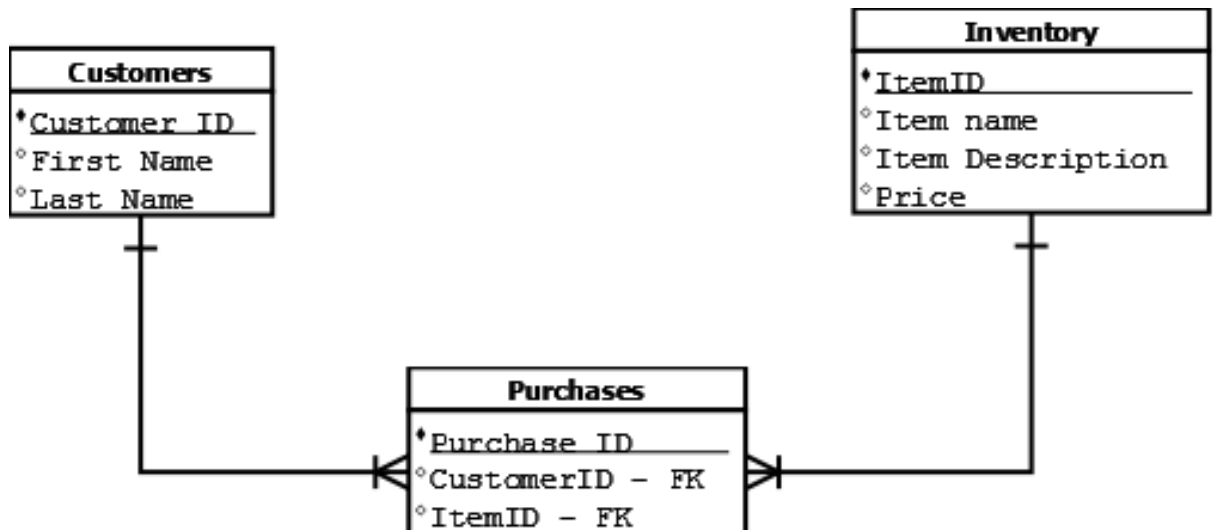 Customers
Customer ID
First Name
Last Name
Inventory
ItemID
Item name
Item Description
Price
Purchases
Purchase ID
CustomerID - FK
ItemID - FK